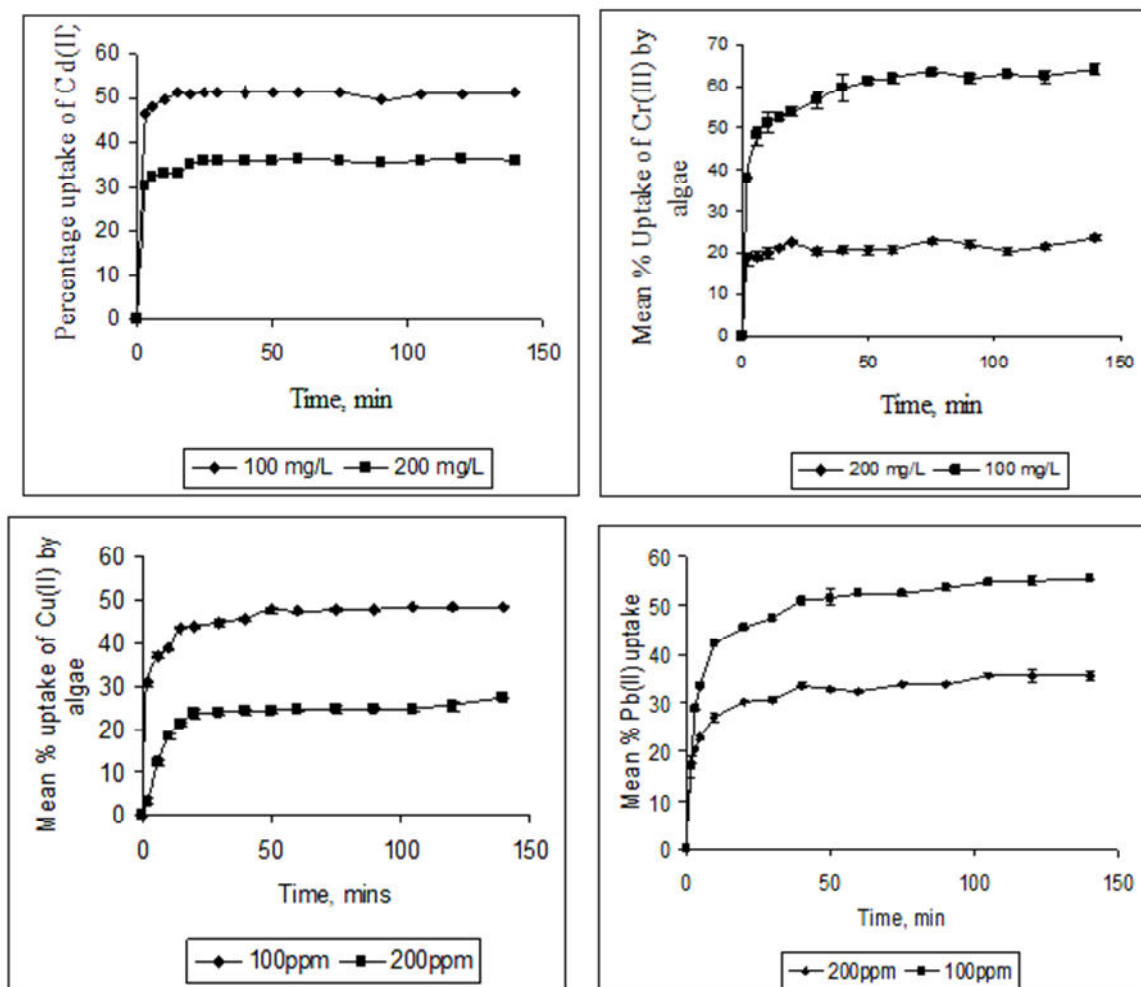 Percentage uptake of Cd(II)
60
50
40
30
20
10
0
0 50 100 150
Time, min
100 mg/L 200 mg/L
Mean % Uptake of Cr(III) by
algae
70
60
50
40
30
20
10
0
0 50 100 150
Time, min
200 mg/L 100 mg/L
Mean % uptake of Cu(II) by
algae
60
50
40
30
20
10
0
0 50 100 150
Time, mins
100ppm 200ppm
Mean % Pb(II) uptake
60
50
40
30
20
10
0
0 50 100 150
Time, min
200ppm 100ppm